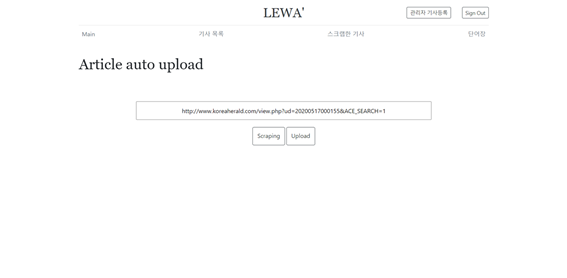 LEWA'
관리자 기사등록
Sign Out
Main
기사 목록
스크랩한 기사
단어장
Article auto upload
http://www.koreaherald.com/view.php?ud=20200517000155&ACE_SEARCH=1
Scraping
Upload